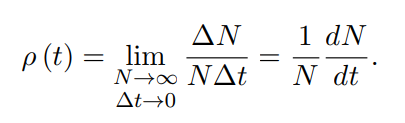 ρ(t) = lim_{N→∞, Δt→0} ΔN / NΔt = 1/N dN/dt.